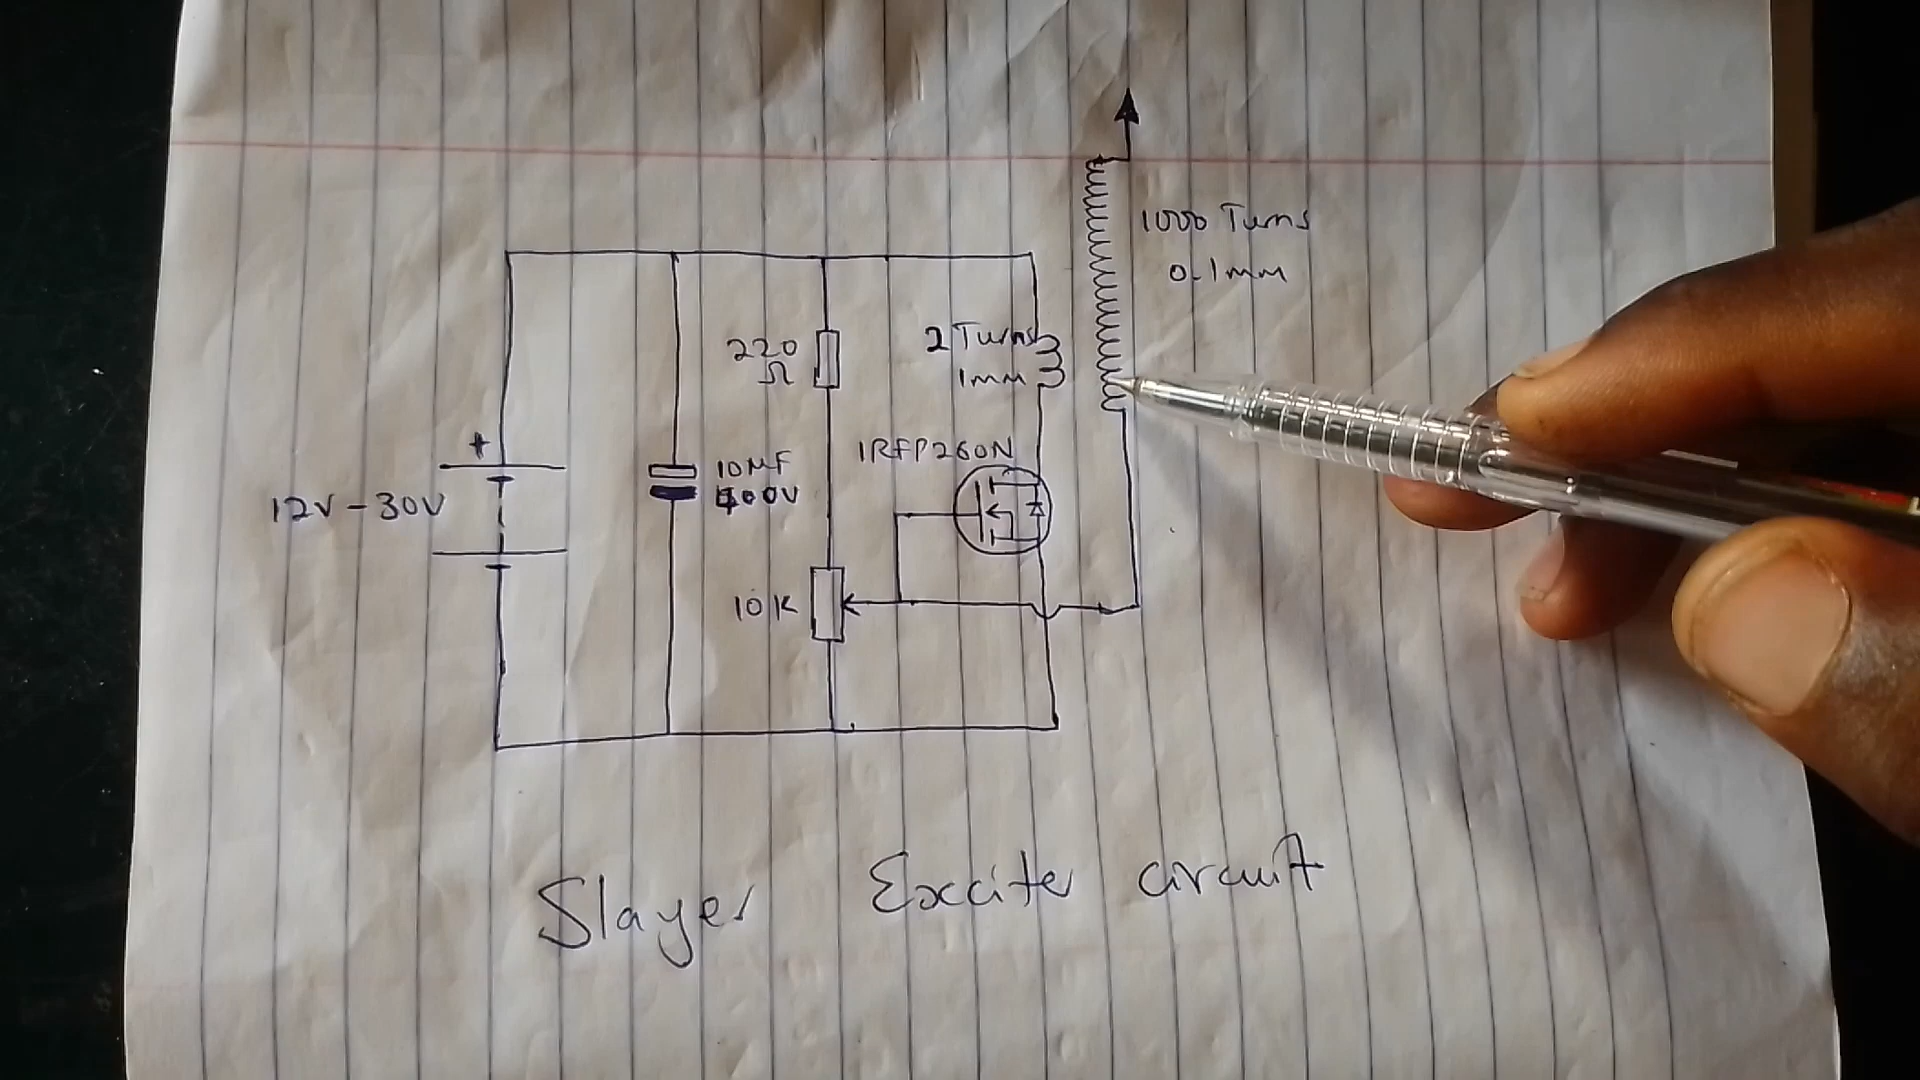 1000 Turns
0.1mm
220
Ω
2 Turns
1mm
+
IRFP260N
12V - 30V
10MF
400V
10K
Slayer Exciter circuit